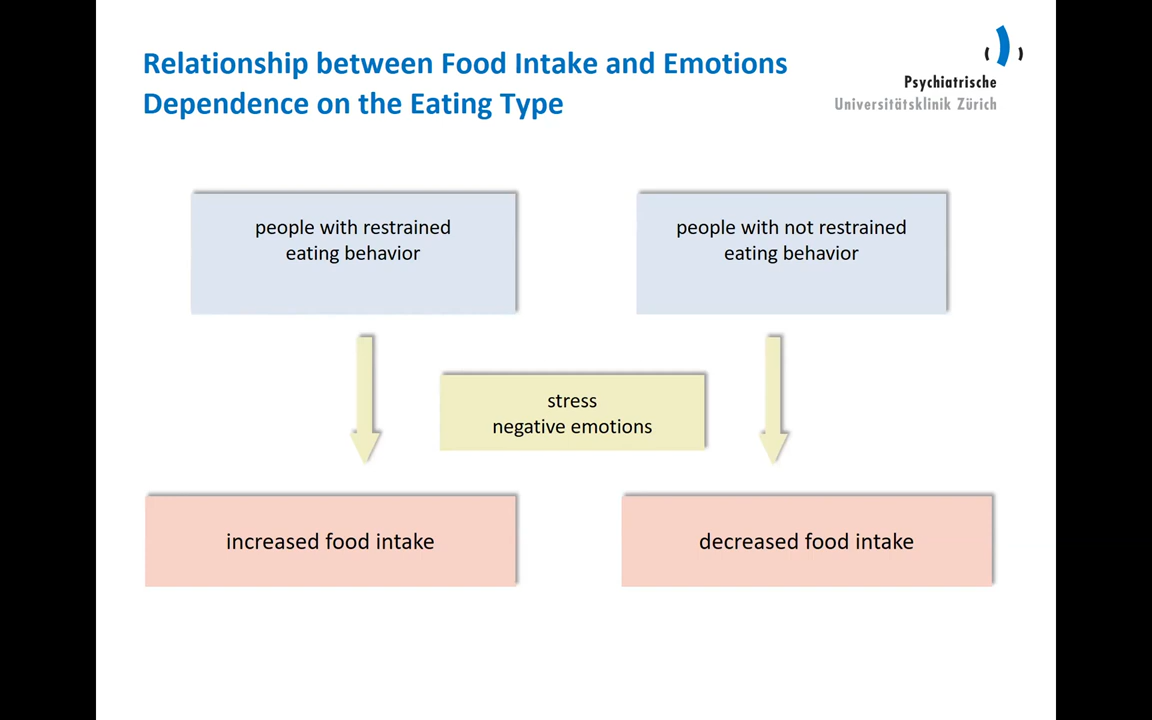 Relationship between Food Intake and Emotions
Dependence on the Eating Type
Psychiatrische
Universitätsklinik Zürich
people with restrained
eating behavior
people with not restrained
eating behavior
stress
negative emotions
increased food intake
decreased food intake